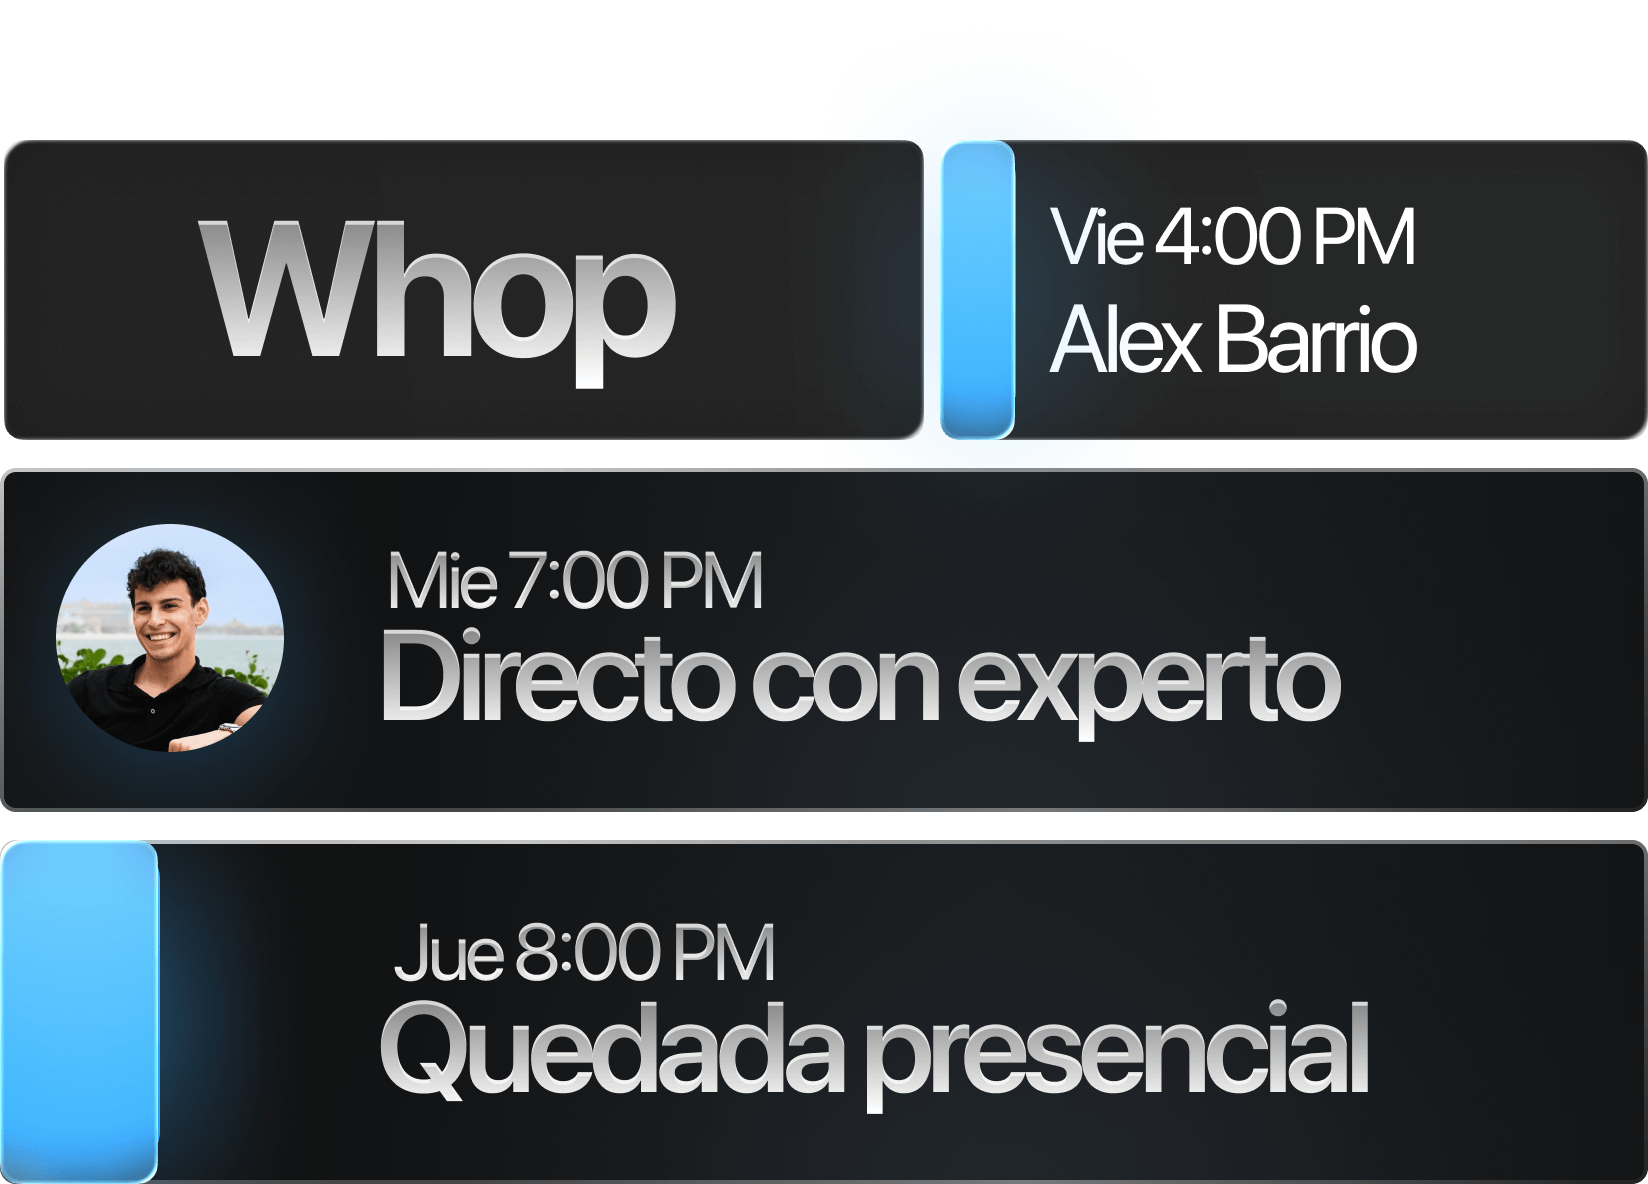 Whop
Vie 4:00 PM
Alex Barrio
Mie 7:00 PM
Directo con experto
Jue 8:00 PM
Quedada presencial